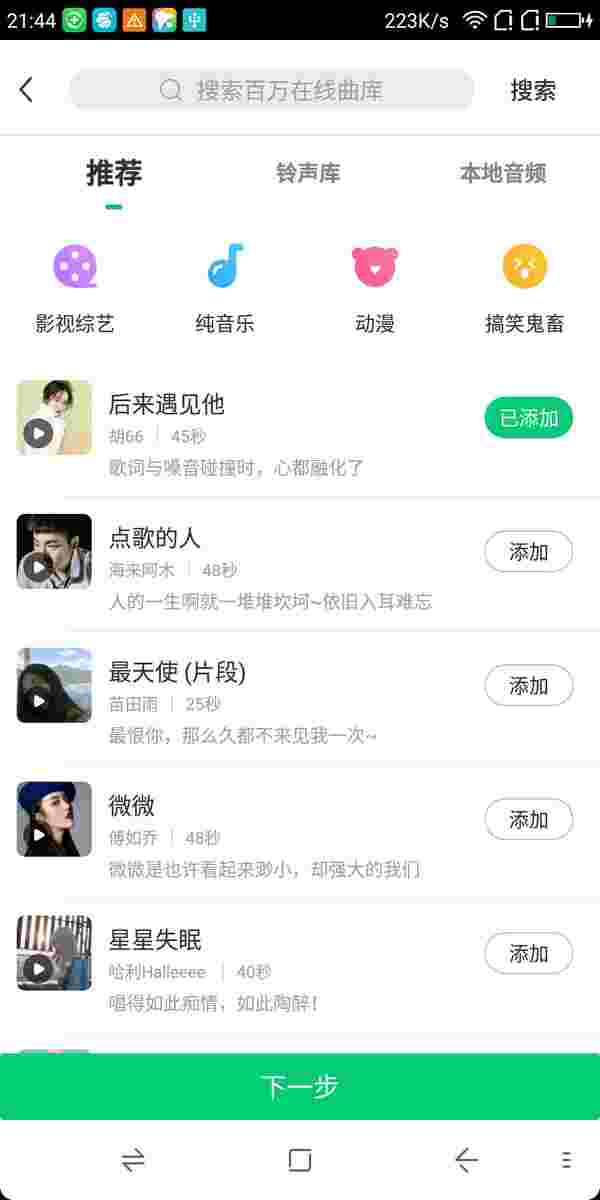 21:44 223K/s
搜索百万在线曲库 搜索
推荐 铃声库 本地音频
影视综艺 纯音乐 动漫 搞笑鬼畜
后来遇见他
已添加
胡66 45秒
歌词与嗓音碰撞时，心都融化了
点歌的人
添加
海来阿木 48秒
人的一生啊就一堆堆坎坷~依旧入耳难忘
最天使 (片段)
添加
苗田雨 25秒
最恨你，那么久都不来见我一次~
微微
添加
傅如乔 48秒
微微是也许看起来渺小，却强大的我们
星星失眠
添加
哈利Halleeee 40秒
唱得如此痴情，如此陶醉！
下一步